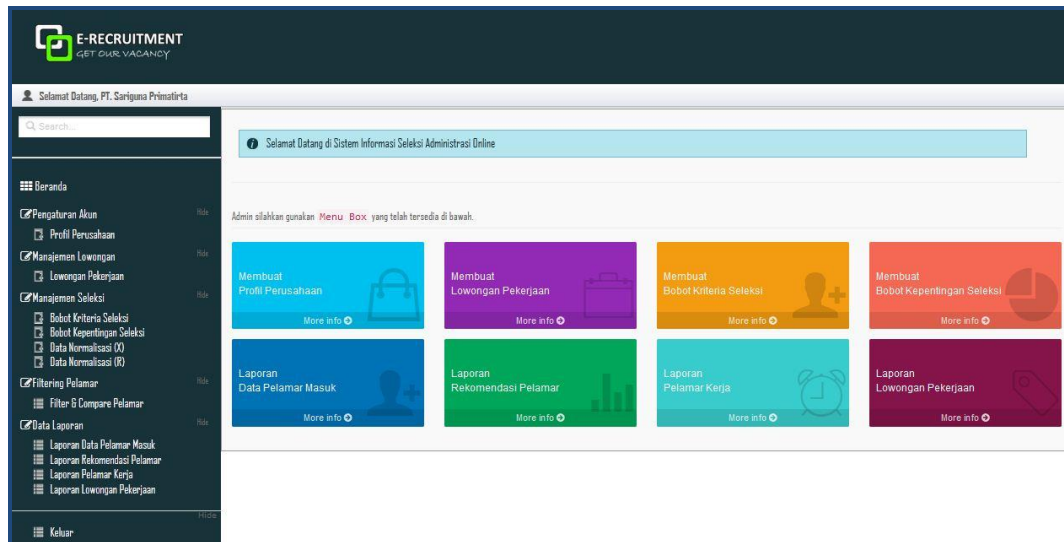 E-RECRUITMENT
GET OUR VACANCY
Selamat Datang, PT. Sariguna Primatirta
Search...
Beranda
Pengaturan Akun Hide
Profil Perusahaan
Manajemen Lowongan Hide
Lowongan Pekerjaan
Manajemen Seleksi Hide
Bobot Kriteria Seleksi
Bobot Kepentingan Seleksi
Data Normalisasi (X)
Data Normalisasi (R)
Filtering Pelamar Hide
Filter & Compare Pelamar
Data Laporan Hide
Laporan Data Pelamar Masuk
Laporan Rekomendasi Pelamar
Laporan Pelamar Kerja
Laporan Lowongan Pekerjaan
Hide
Keluar
Selamat Datang di Sistem Informasi Seleksi Administrasi Online
Admin silahkan gunakan Menu Box yang telah tersedia di bawah.
Membuat
Profil Perusahaan
More info
Membuat
Lowongan Pekerjaan
More info
Membuat
Bobot Kriteria Seleksi
More info
Membuat
Bobot Kepentingan Seleksi
More info
Laporan
Data Pelamar Masuk
More info
Laporan
Rekomendasi Pelamar
More info
Laporan
Pelamar Kerja
More info
Laporan
Lowongan Pekerjaan
More info